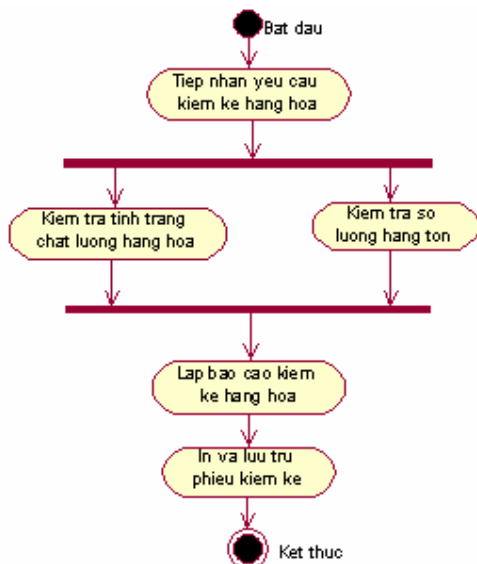 Bat dau
Tiep nhan yeu cau
kiem ke hang hoa
Kiem tra tinh trang
chat luong hang hoa
Kiem tra so
luong hang ton
Lap bao cao kiem
ke hang hoa
In va luu tru
phieu kiem ke
Ket thuc